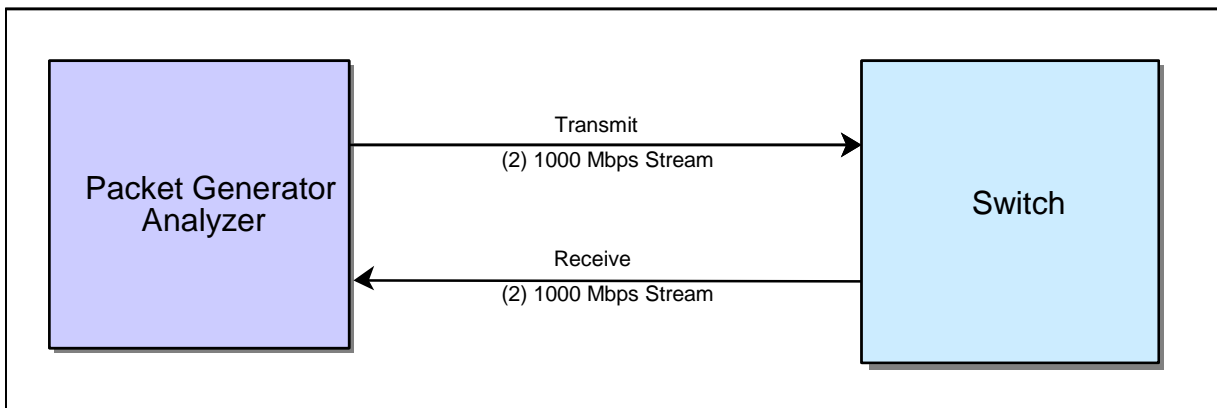 Transmit
(2) 1000 Mbps Stream
Packet Generator
Analyzer
Switch
Receive
(2) 1000 Mbps Stream